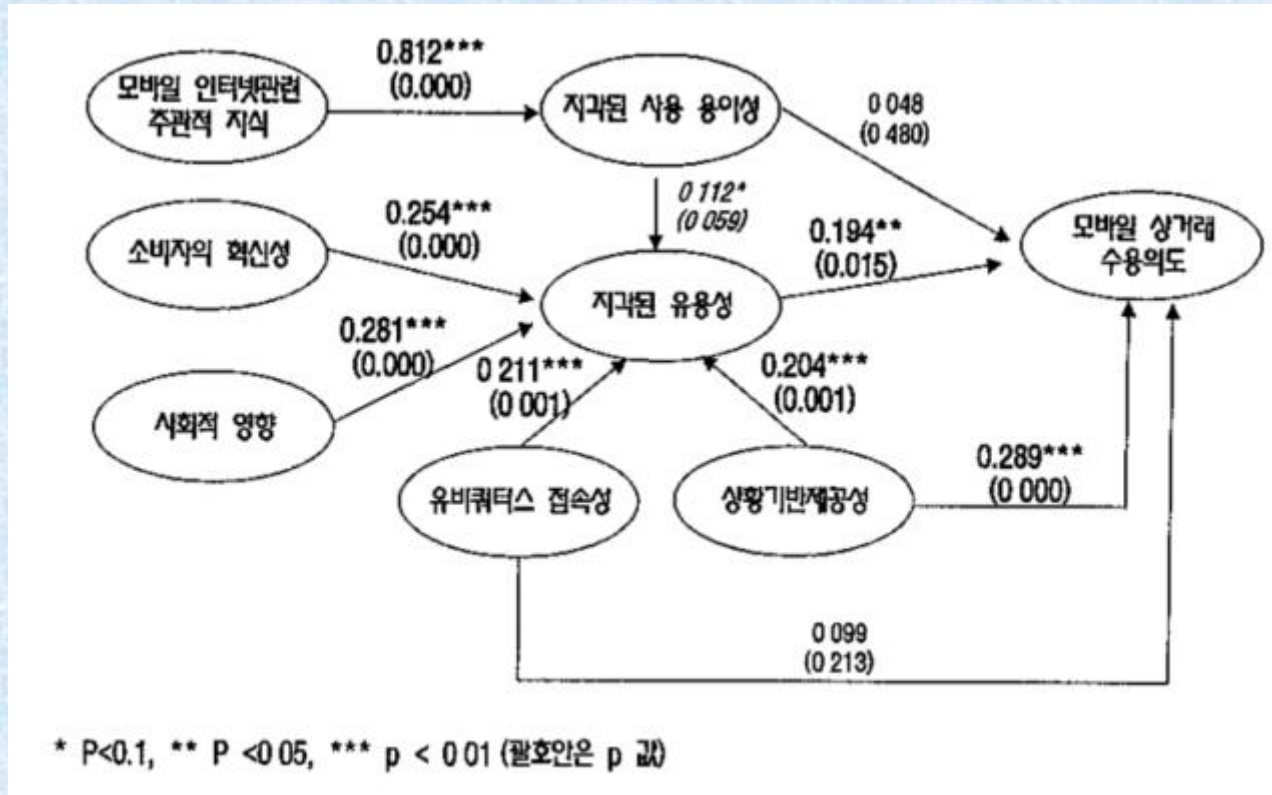 0.812***
(0.000)
모바일 인터넷관련
주관적 지식
지각된 사용 용이성
0 048
(0 480)
0 112*
(0 059)
0.254***
(0.000)
소비자의 혁신성
0.194**
(0.015)
모바일 상거래
수용의도
지각된 유용성
0.281***
(0.000)
0 211***
(0 001)
0.204***
(0.001)
사회적 영향
0.289***
(0 000)
유비쿼터스 접속성
상황기반제공성
0 099
(0 213)
* P<0.1, ** P <0 05, *** p < 0 01 (괄호안은 p 값)